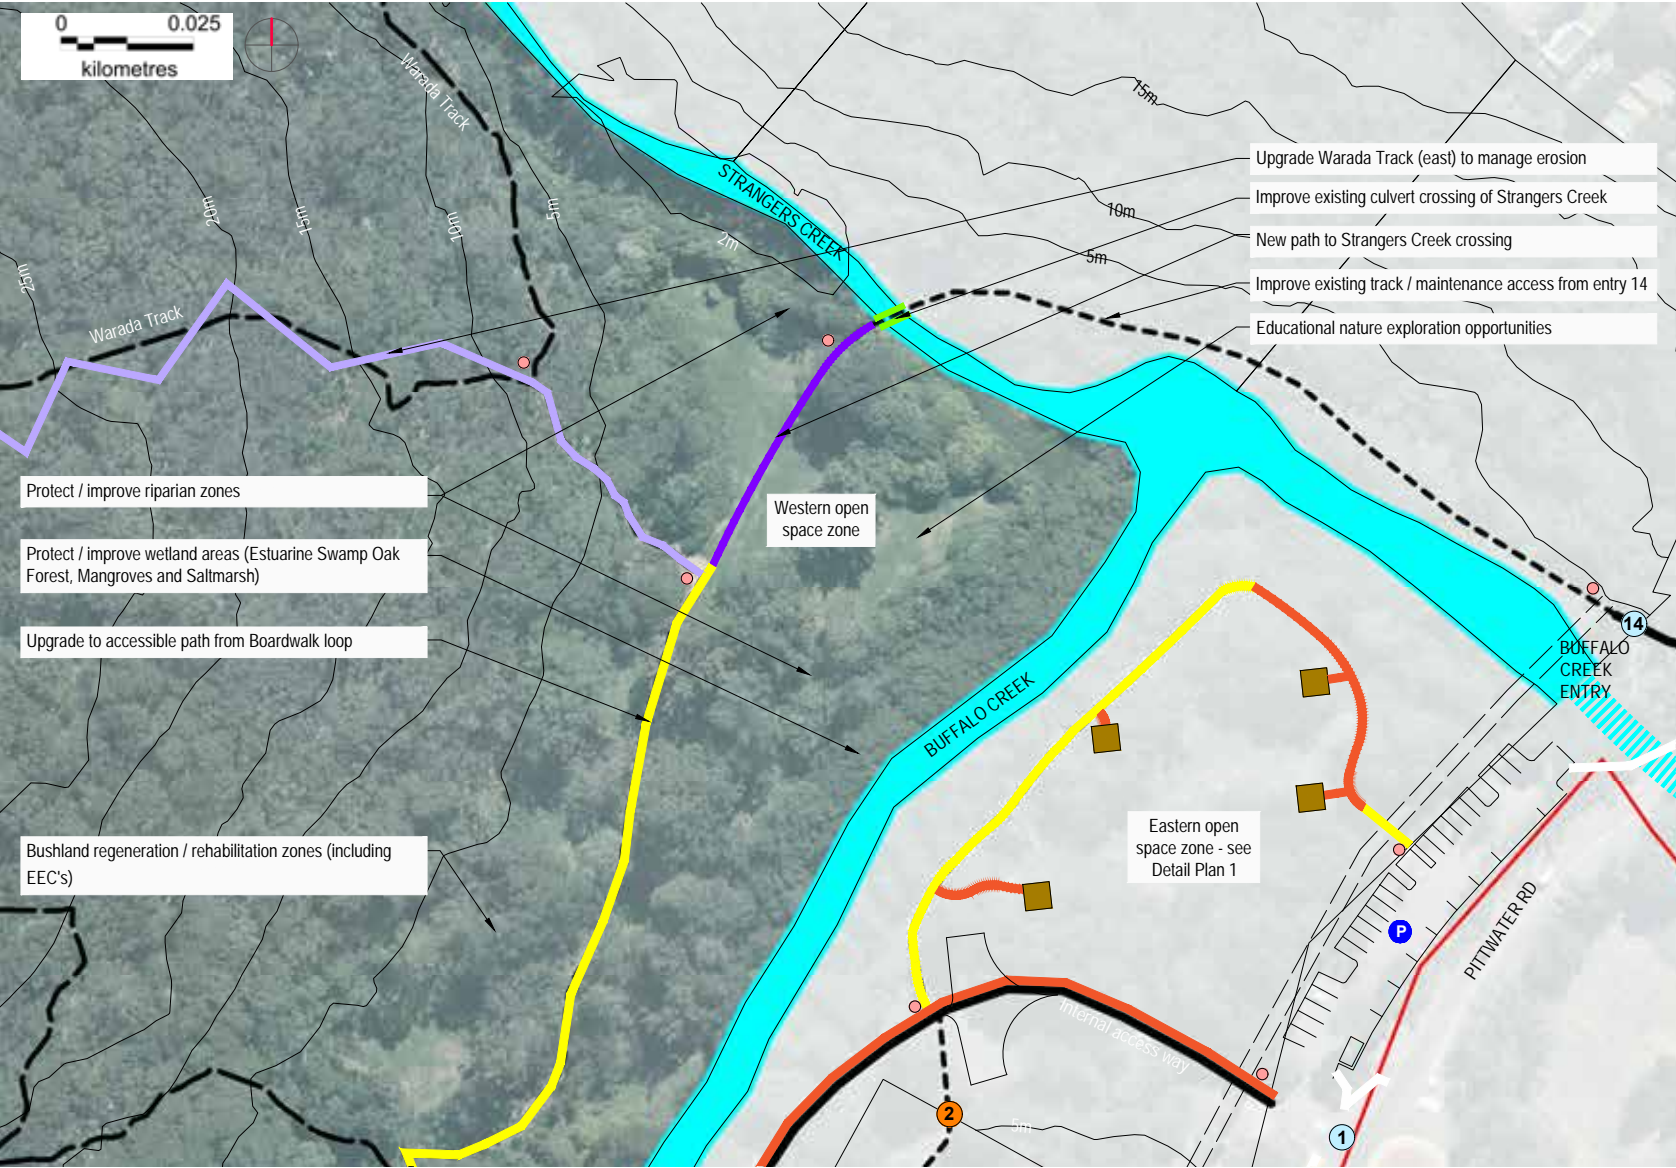 0 0.025
kilometres
Warada Track
STRANGERS CREEK
15m
10m
5m
Upgrade Warada Track (east) to manage erosion
Improve existing culvert crossing of Strangers Creek
New path to Strangers Creek crossing
Improve existing track / maintenance access from entry 14
Educational nature exploration opportunities
20m
15m
10m
5m
2m
25m
Warada Track
Protect / improve riparian zones
Western open
space zone
Protect / improve wetland areas (Estuarine Swamp Oak
Forest, Mangroves and Saltmarsh)
Upgrade to accessible path from Boardwalk loop
14
BUFFALO
CREEK
ENTRY
BUFFALO CREEK
Bushland regeneration / rehabilitation zones (including
EEC's)
Eastern open
space zone - see
Detail Plan 1
P
PITTWATER RD
Internal access way
2
5m
1